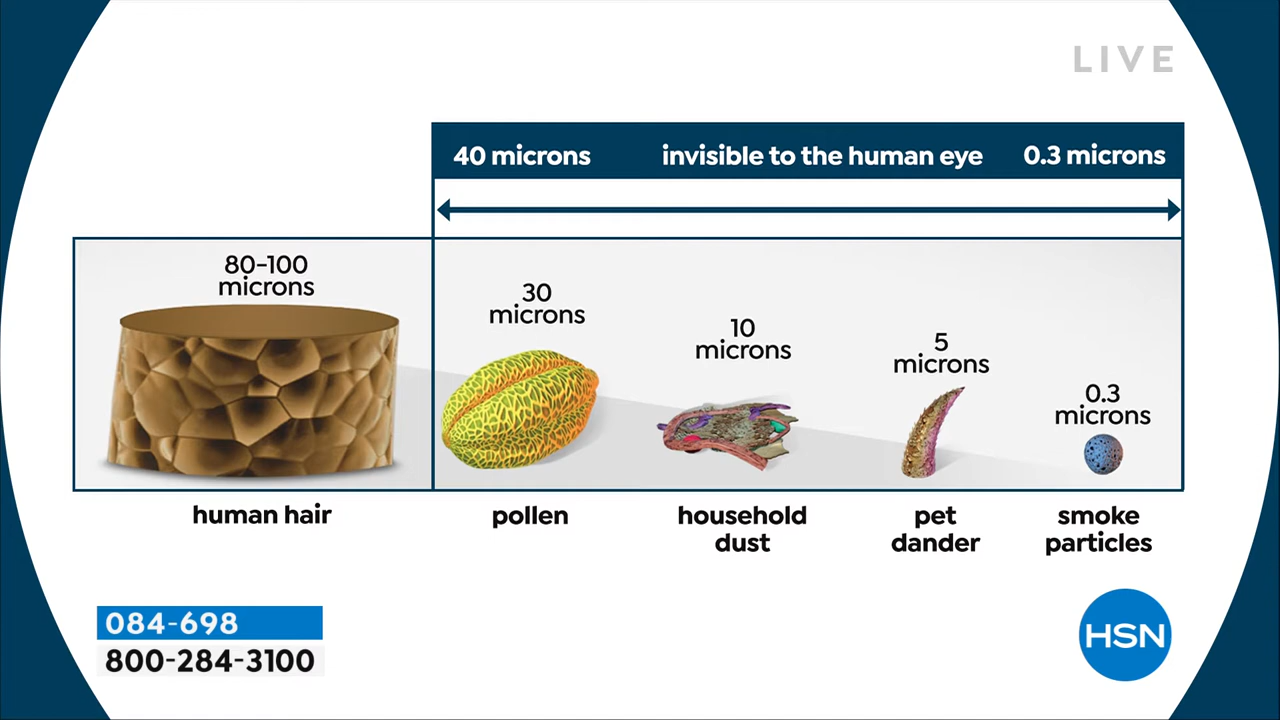 LIVE
40 microns invisible to the human eye 0.3 microns
80-100
microns
30
microns
10
microns
5
microns
0.3
microns
human hair
pollen
household
dust
pet
dander
smoke
particles
084-698
800-284-3100
HSN